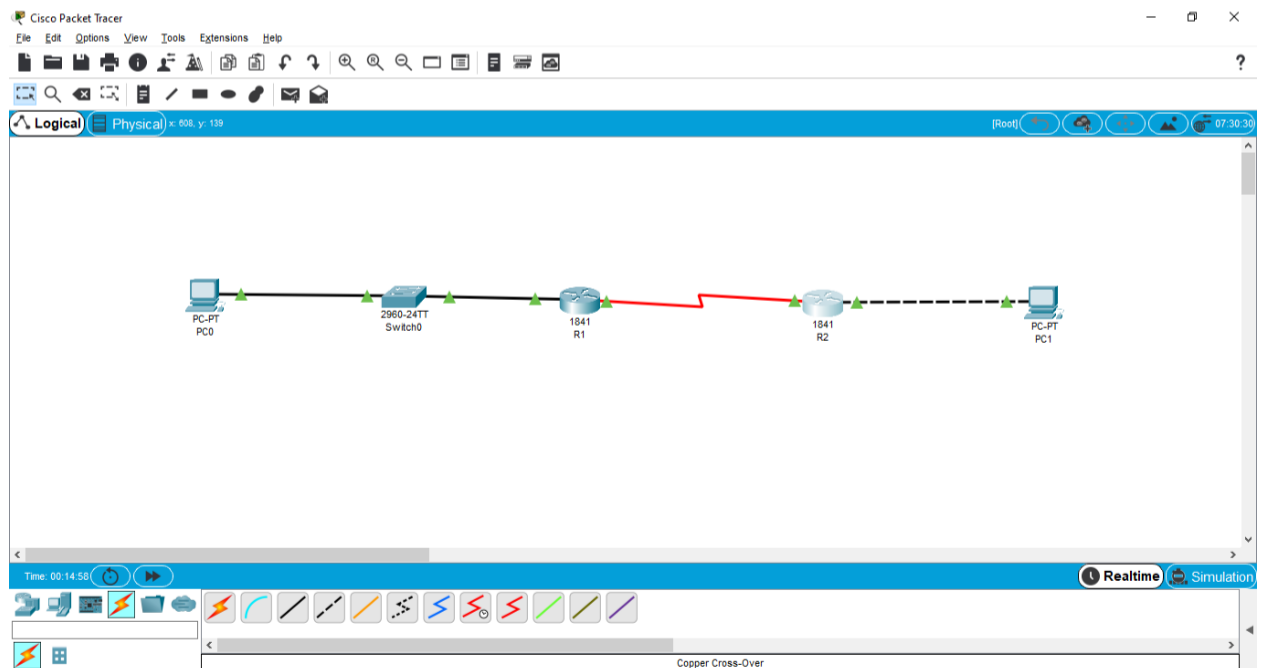 Cisco Packet Tracer
File Edit Options View Tools Extensions Help
?
Logical Physical x: 608, y: 139 [Root] 07:30:30
PC-PT
PC0
2960-24TT
Switch0
1841
R1
1841
R2
PC-PT
PC1
Time: 00:14:58 Realtime Simulation
Copper Cross-Over